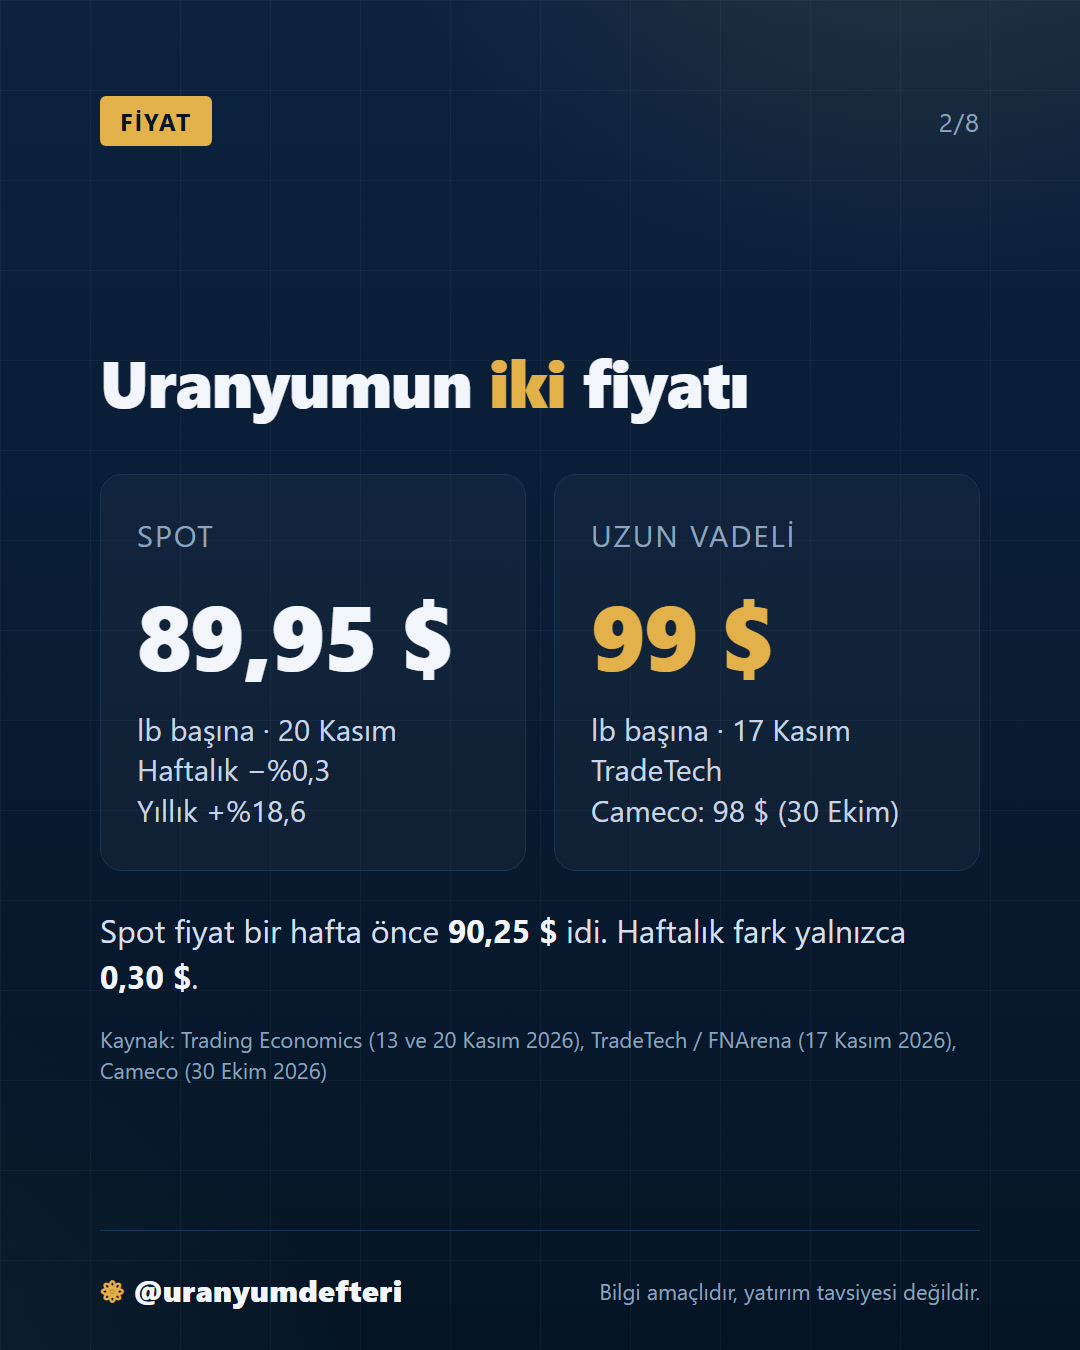 FİYAT
2/8
Uranyumun iki fiyatı
SPOT
89,95 $
lb başına · 20 Kasım
Haftalık −%0,3
Yıllık +%18,6
UZUN VADELİ
99 $
lb başına · 17 Kasım
TradeTech
Cameco: 98 $ (30 Ekim)
Spot fiyat bir hafta önce 90,25 $ idi. Haftalık fark yalnızca
0,30 $.
Kaynak: Trading Economics (13 ve 20 Kasım 2026), TradeTech / FNArena (17 Kasım 2026),
Cameco (30 Ekim 2026)
@uranyumdefteri
Bilgi amaçlıdır, yatırım tavsiyesi değildir.